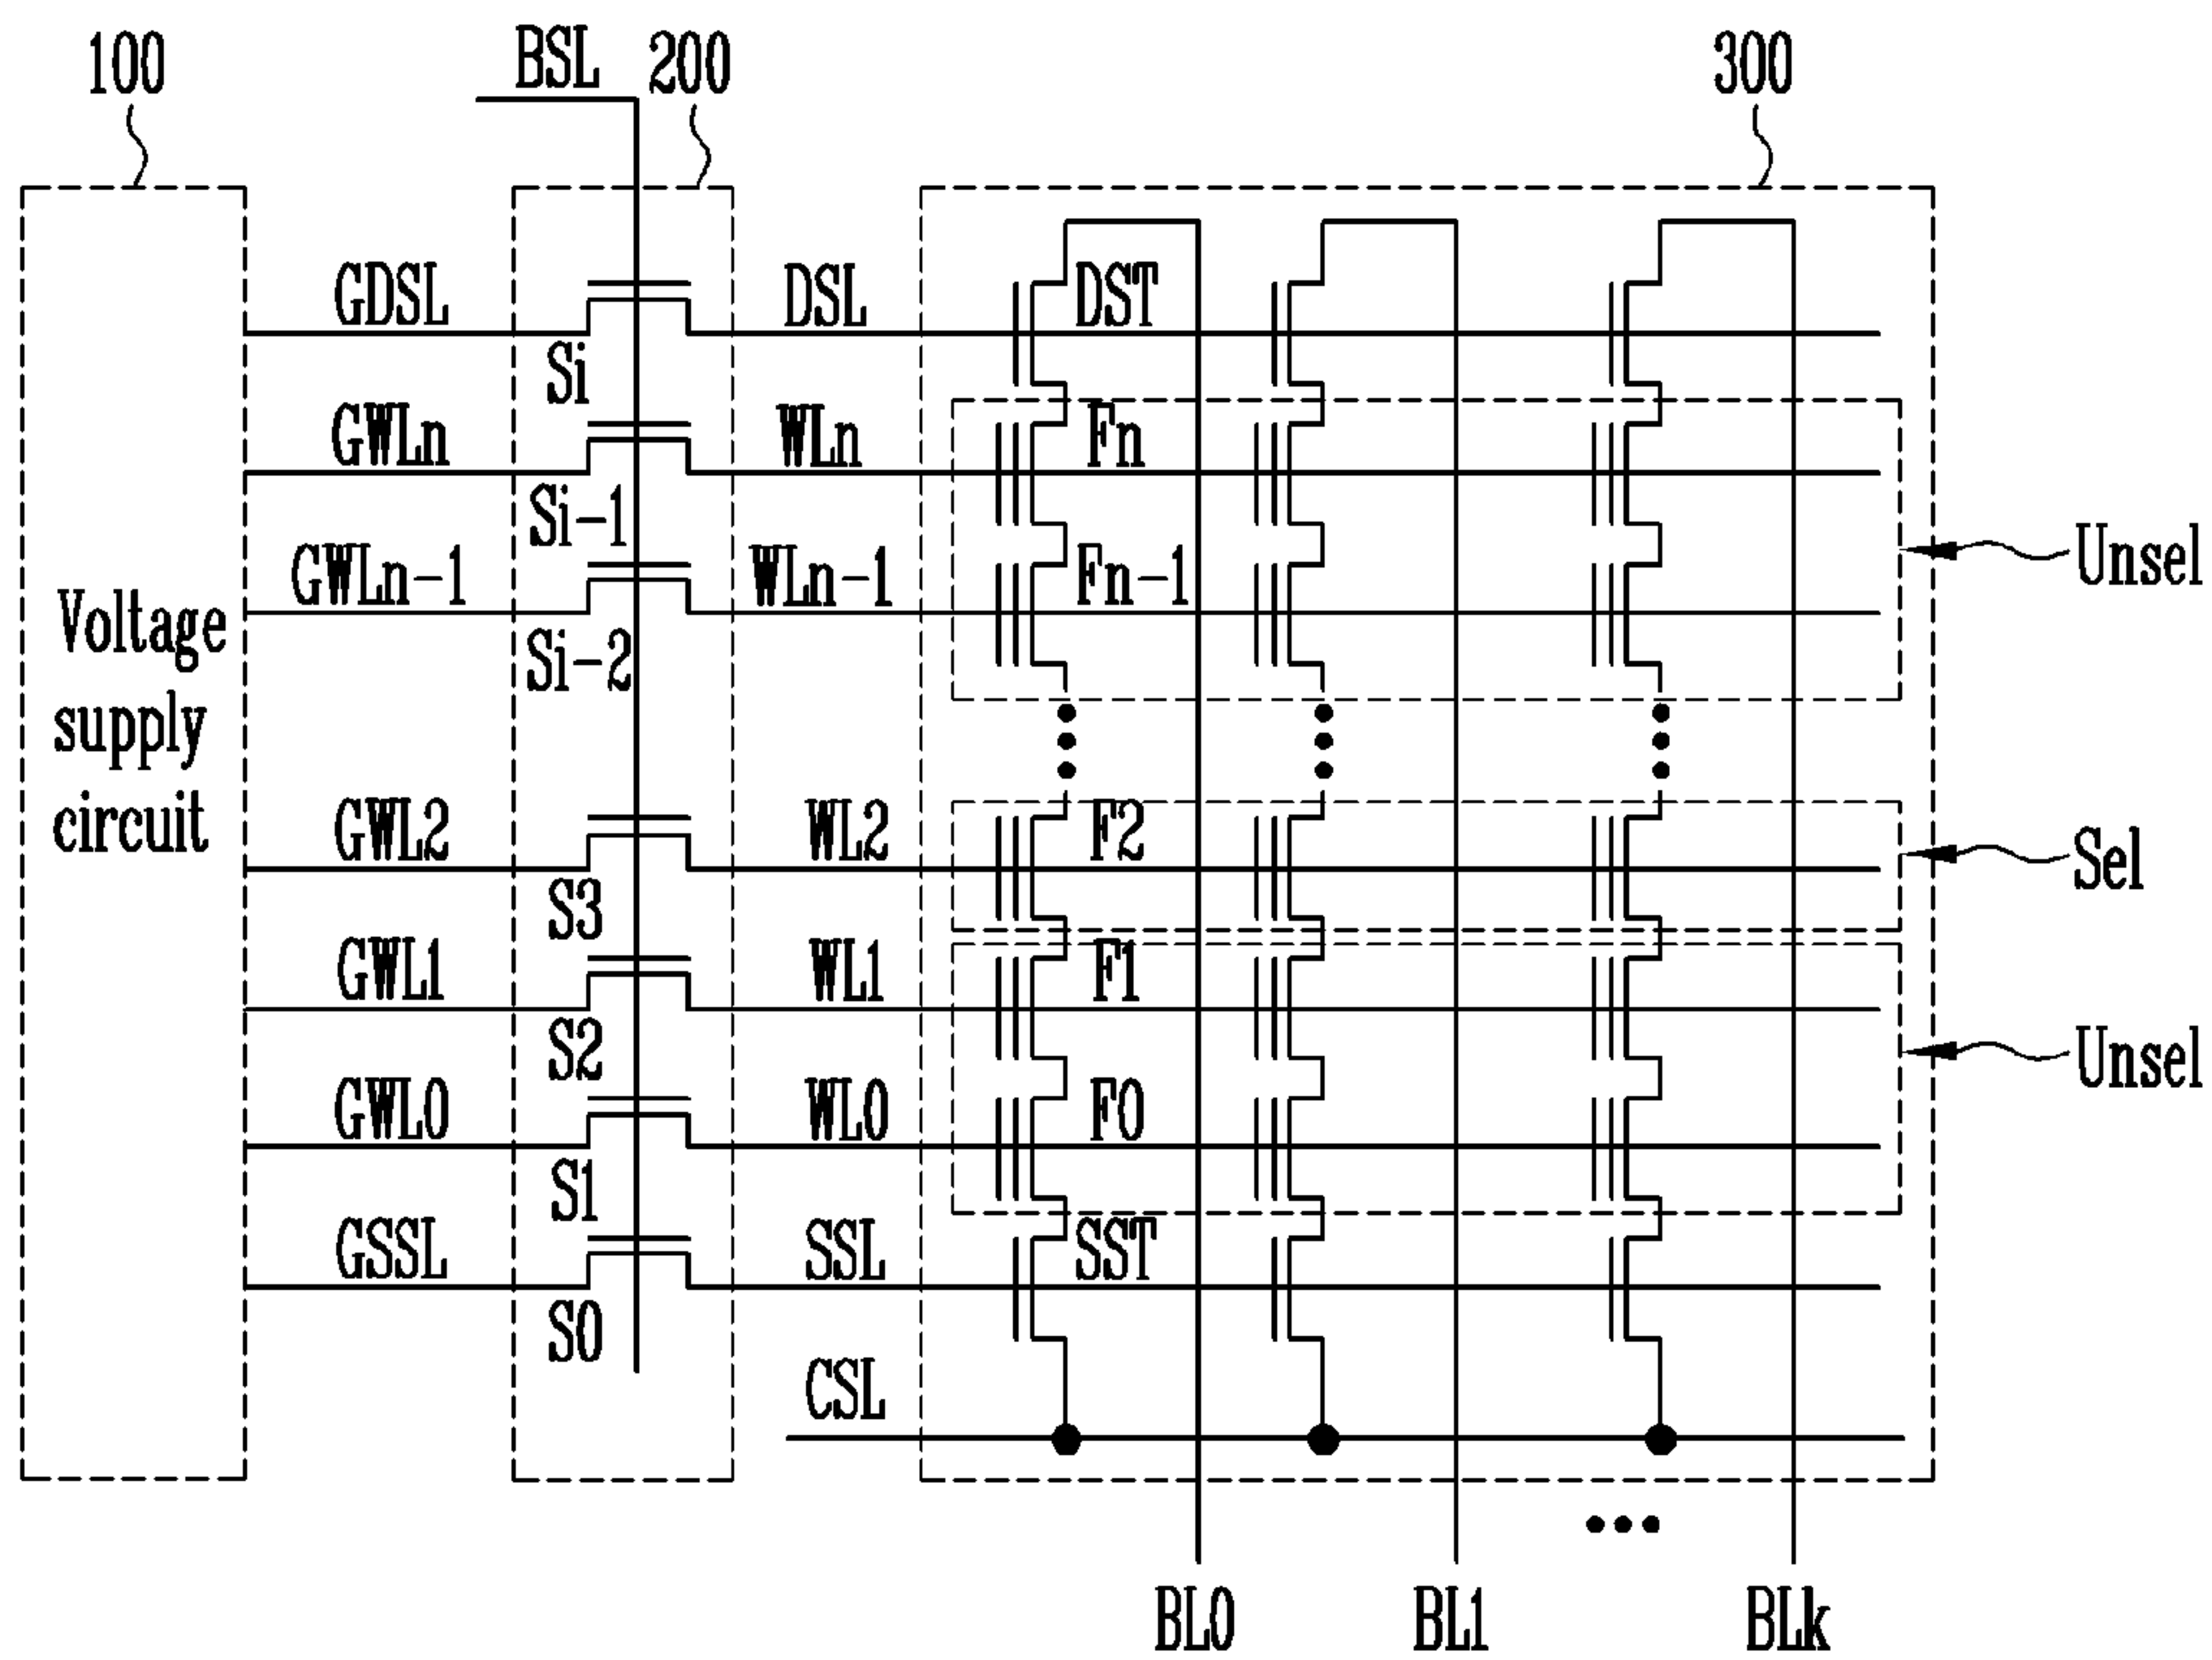 100
BSL
200
300
GDSL
DSL
DST
Si
GWLn
WLn
Fn
Si-1
GWLn-1
WLn-1
Fn-1
Unsel
Si-2
Voltage
supply
circuit
GWL2
WL2
F2
Sel
S3
GWL1
WL1
F1
S2
Unsel
GWL0
WL0
F0
S1
GSSL
SSL
SST
S0
CSL
BL0
BL1
BLk